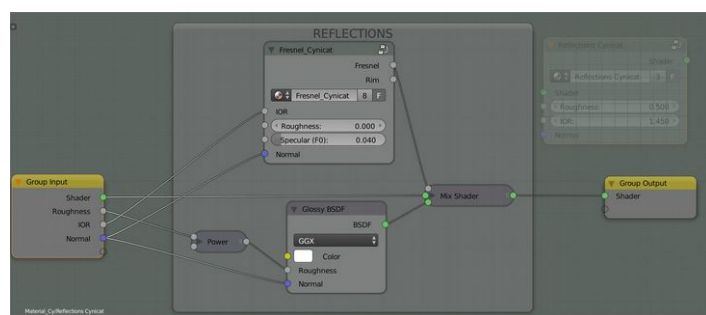 REFLECTIONS
Fresnel_Cynicat
Fresnel
Rim
Fresnel_Cynicat 8 F
IOR
Roughness: 0.000
Specular (F0): 0.040
Normal
Reflections Cynicat
Shader
Reflections Cynicat 3 F
Shader
Roughness: 0.500
IOR: 1.450
Normal
Group Input
Shader
Roughness
IOR
Normal
Power
Glossy BSDF
BSDF
GGX
Color
Roughness
Normal
Mix Shader
Group Output
Shader
Material_Cy/Reflections Cynical